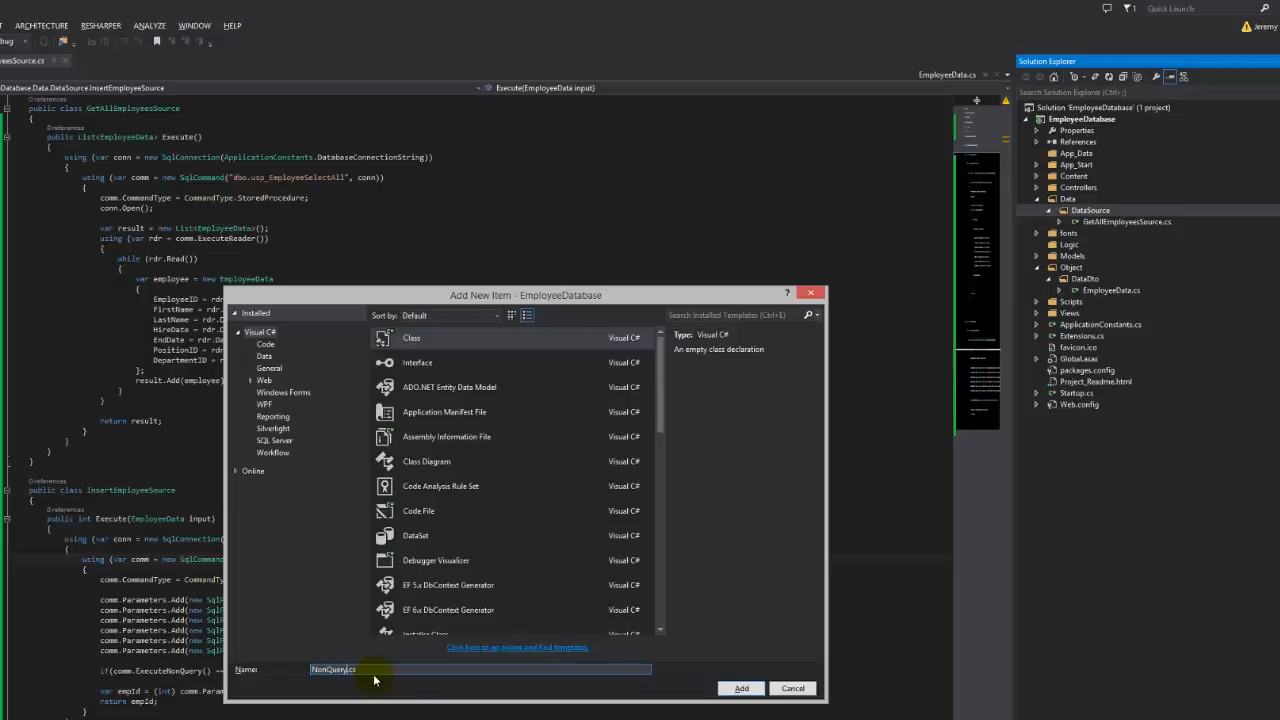 Quick Launch
ARCHITECTURE RESHARPER ANALYZE WINDOW HELP
Jeremy
EmployeeData.cs
Database.Data.DataSource.InsertEmployeeSource
Execute(EmployeeData input)
0 references
public class GetAllEmployeesSource
{
0 references
public List<EmployeeData> Execute()
{
using (var conn = new SqlConnection(ApplicationConstants.DatabaseConnectionString))
{
using (var comm = new SqlCommand("dbo.usp_EmployeeSelectAll", conn))
{
comm.CommandType = CommandType.StoredProcedure;
conn.Open();
var result = new List<EmployeeData>();
using (var rdr = comm.ExecuteReader())
{
while (rdr.Read())
{
var employee = new EmployeeData
{
EmployeeID = rdr
FirstName = rdr.
LastName = rdr.G
HireDate = rdr.G
EndDate = rdr.Ge
PositionID = rdr
DepartmentID = r
};
result.Add(employee)
}
return result;
}
}
}
}
0 references
public class InsertEmployeeSource
{
0 references
public int Execute(EmployeeData input)
{
using (var conn = new SqlConnection(
{
using (var comm = new SqlCommand
{
comm.CommandType = CommandTy
comm.Parameters.Add(new SqlP
comm.Parameters.Add(new SqlP
comm.Parameters.Add(new SqlP
comm.Parameters.Add(new SqlP
comm.Parameters.Add(new SqlP
comm.Parameters.Add(new SqlP
if(comm.ExecuteNonQuery() ==
var empId = (int) comm.Param
return empId;
}
Add New Item - EmployeeDatabase
?
Installed
Sort by: Default
Search Installed Templates (Ctrl+E)
Visual C#
Code
Data
General
Web
Windows Forms
WPF
Reporting
Silverlight
SQL Server
Workflow
Online
Class Visual C#
Interface Visual C#
ADO.NET Entity Data Model Visual C#
Application Manifest File Visual C#
Assembly Information File Visual C#
Class Diagram Visual C#
Code Analysis Rule Set Visual C#
Code File Visual C#
DataSet Visual C#
Debugger Visualizer Visual C#
EF 5.x DbContext Generator Visual C#
EF 6.x DbContext Generator Visual C#
Installer Class Visual C#
Type: Visual C#
An empty class declaration
Click here to go online and find templates.
Name: NonQuery.cs
Add Cancel
Solution Explorer
Search Solution Explorer (Ctrl+;)
Solution 'EmployeeDatabase' (1 project)
EmployeeDatabase
Properties
References
App_Data
App_Start
Content
Controllers
Data
DataSource
GetAllEmployeesSource.cs
fonts
Logic
Models
Object
DataDto
EmployeeData.cs
Scripts
Views
ApplicationConstants.cs
Extensions.cs
favicon.ico
Global.asax
packages.config
Project_Readme.html
Startup.cs
Web.config